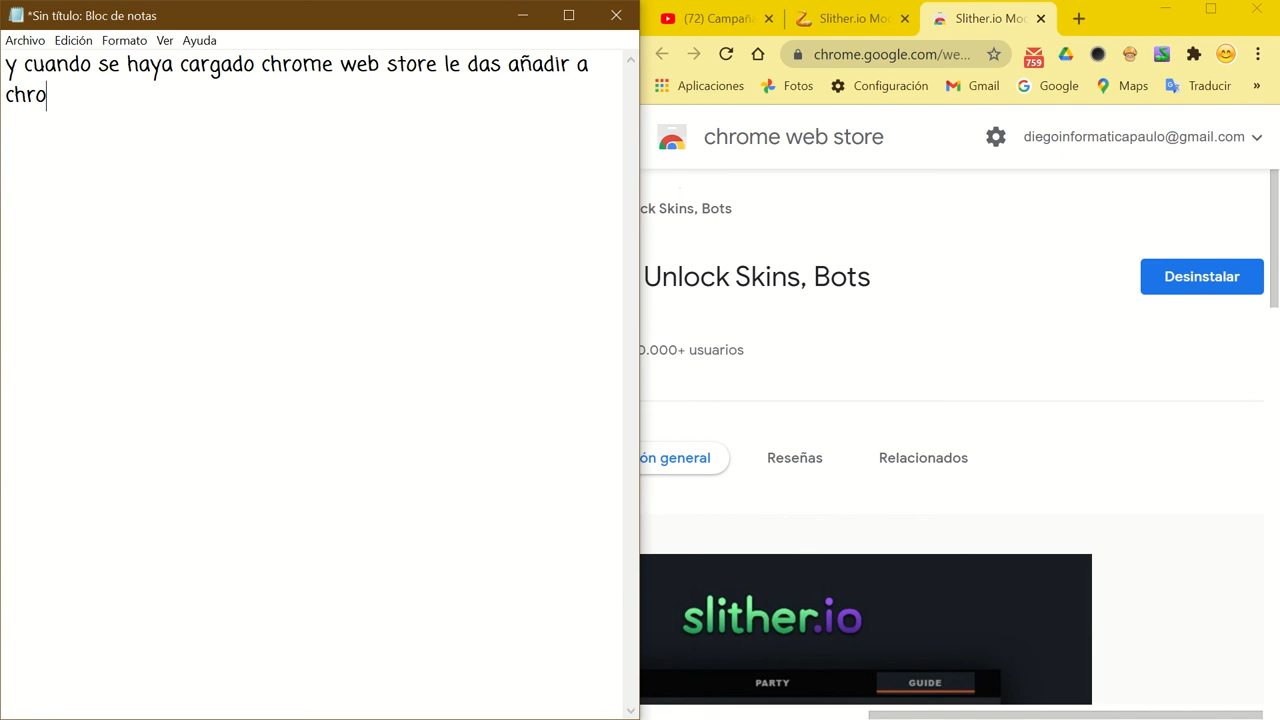 *Sin título: Bloc de notas
Archivo Edición Formato Ver Ayuda
y cuando se haya cargado chrome web store le das añadir a
chro
(72) Campaña
Slither.io Moc
Slither.io Moc
chrome.google.com/we...
759
Aplicaciones Fotos Configuración Gmail Google Maps Traducir »
chrome web store
diegoinformaticapaulo@gmail.com
ck Skins, Bots
Unlock Skins, Bots
Desinstalar
0.000+ usuarios
ón general Reseñas Relacionados
slither.io
PARTY GUIDE